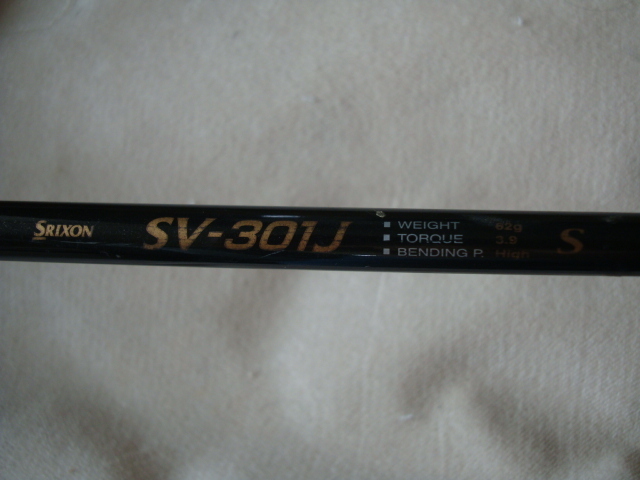 SRIXON
SV-301J
WEIGHT 62g
TORQUE 3.9
BENDING P. High
S